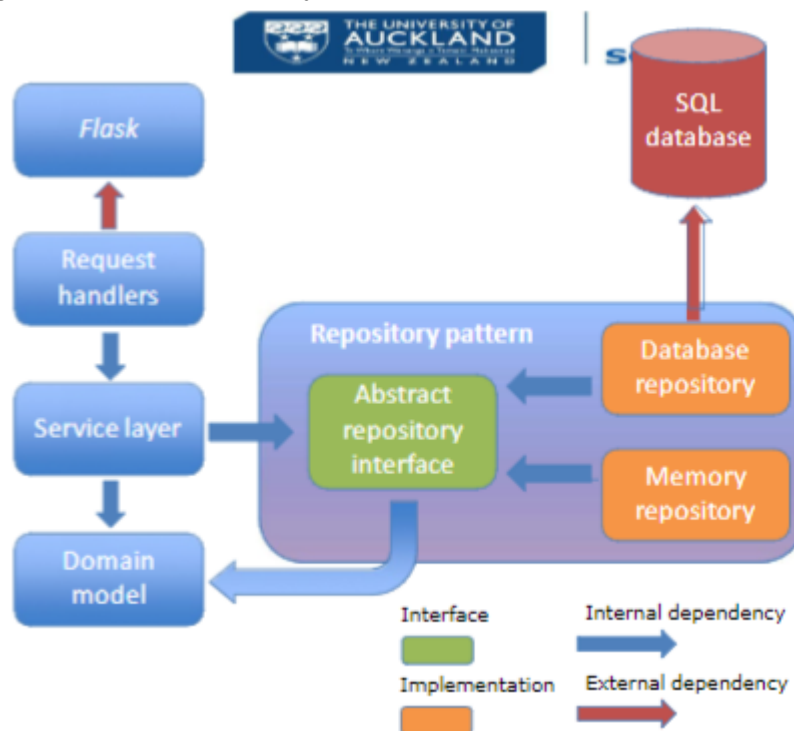 THE UNIVERSITY OF
AUCKLAND
NEW ZEALAND
SQL
database
Flask
Request
handlers
Repository pattern
Database
repository
Abstract
repository
interface
Service layer
Memory
repository
Domain
model
Interface
Internal dependency
Implementation
External dependency